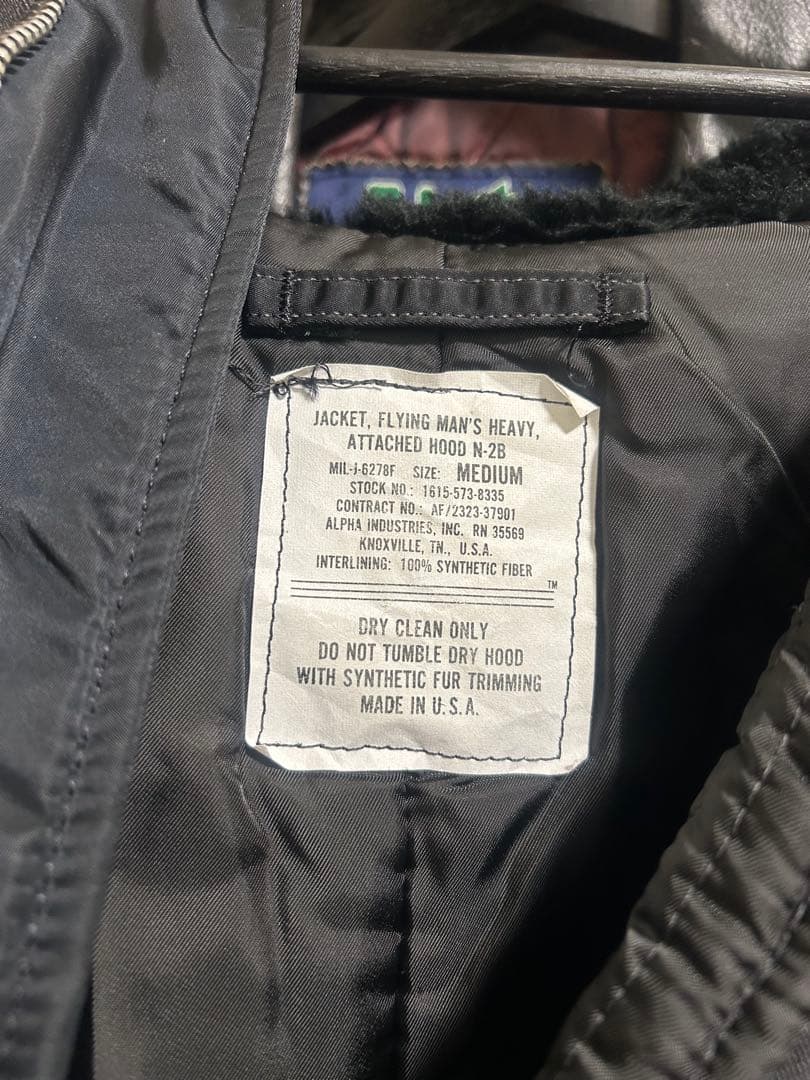 JACKET, FLYING MAN'S HEAVY,
ATTACHED HOOD N-2B
MIL-J-6278F SIZE: MEDIUM
STOCK NO.: 1615-573-8335
CONTRACT NO.: AF/2323-37901
ALPHA INDUSTRIES, INC. RN 35569
KNOXVILLE, TN., U.S.A.
INTERLINING: 100% SYNTHETIC FIBER
TM
DRY CLEAN ONLY
DO NOT TUMBLE DRY HOOD
WITH SYNTHETIC FUR TRIMMING
MADE IN U.S.A.